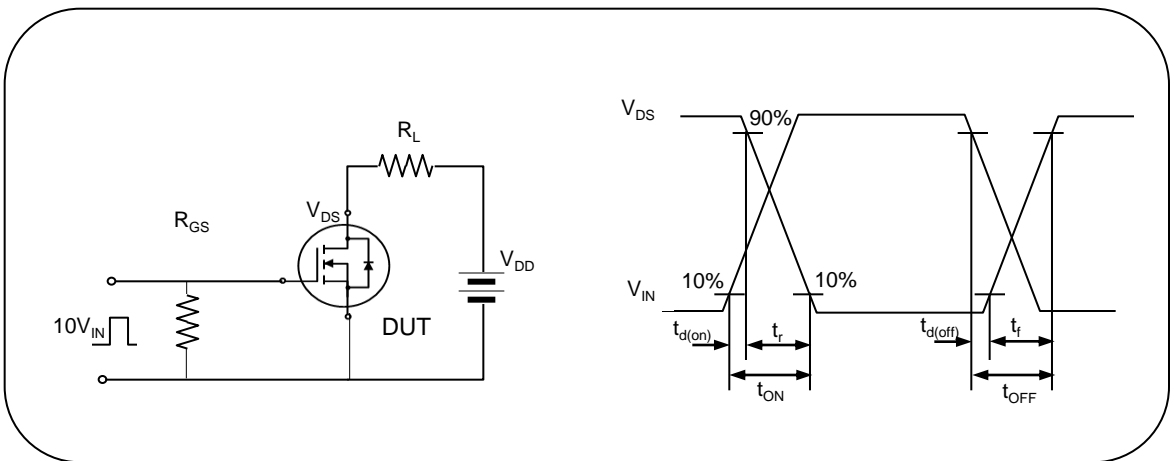 R_L
V_DS
R_GS
V_DD
10V_IN
DUT
V_DS
90%
10%
10%
V_IN
t_d(on)
t_r
t_d(off)
t_f
t_ON
t_OFF